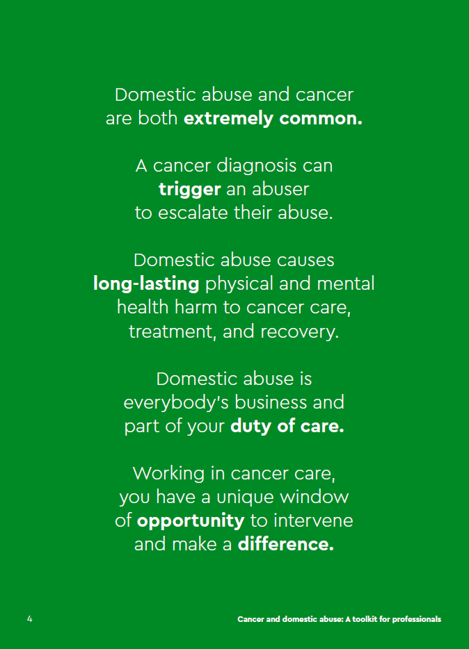 Domestic abuse and cancer
are both extremely common.
A cancer diagnosis can
trigger an abuser
to escalate their abuse.
Domestic abuse causes
long-lasting physical and mental
health harm to cancer care,
treatment, and recovery.
Domestic abuse is
everybody's business and
part of your duty of care.
Working in cancer care,
you have a unique window
of opportunity to intervene
and make a difference.
4
Cancer and domestic abuse: A toolkit for professionals